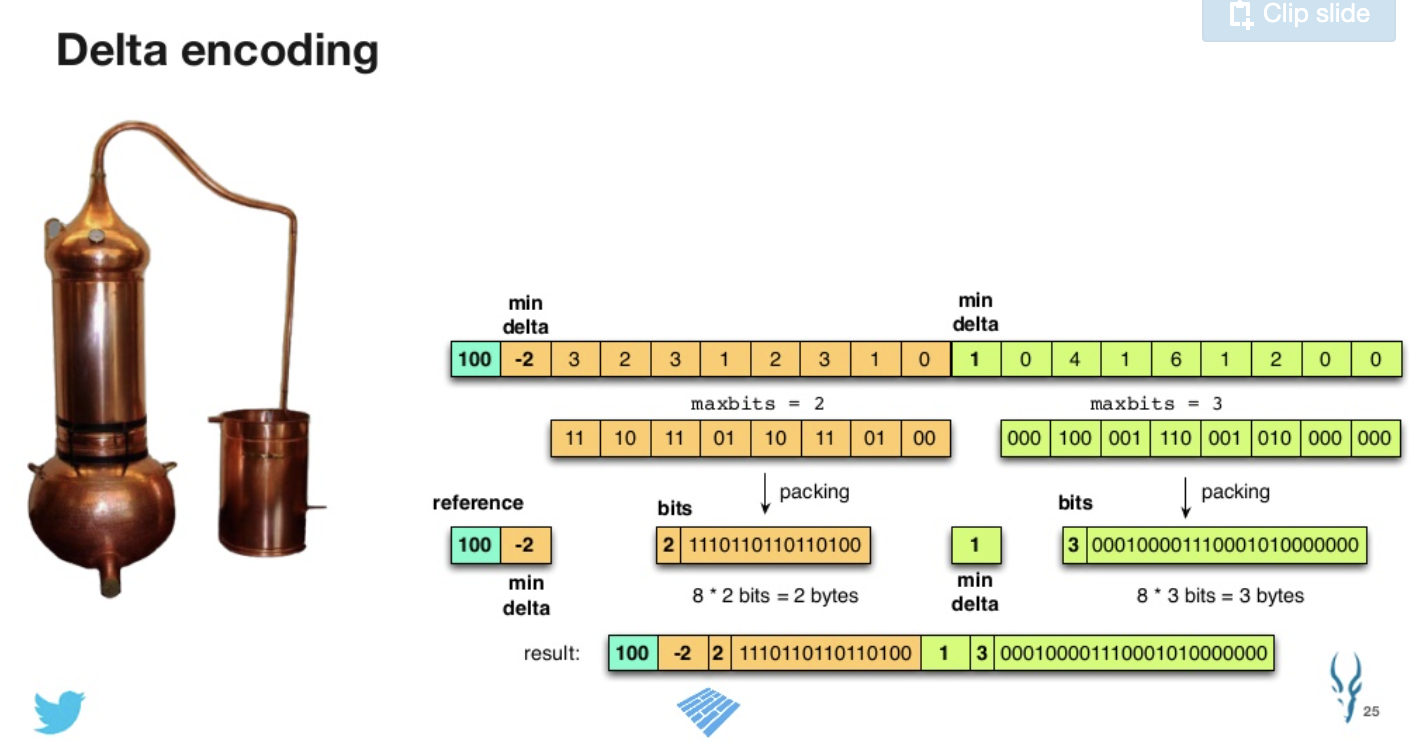 Clip slide
Delta encoding
min delta
min delta
100 -2 3 2 3 1 2 3 1 0 1 0 4 1 6 1 2 0 0
maxbits = 2
maxbits = 3
11 10 11 01 10 11 01 00
000 100 001 110 001 010 000 000
packing
packing
reference
bits
bits
100 -2
2 1110110110110100
1
3 000100001110001010000000
min delta
8 * 2 bits = 2 bytes
min delta
8 * 3 bits = 3 bytes
result: 100 -2 2 1110110110110100 1 3 000100001110001010000000
25